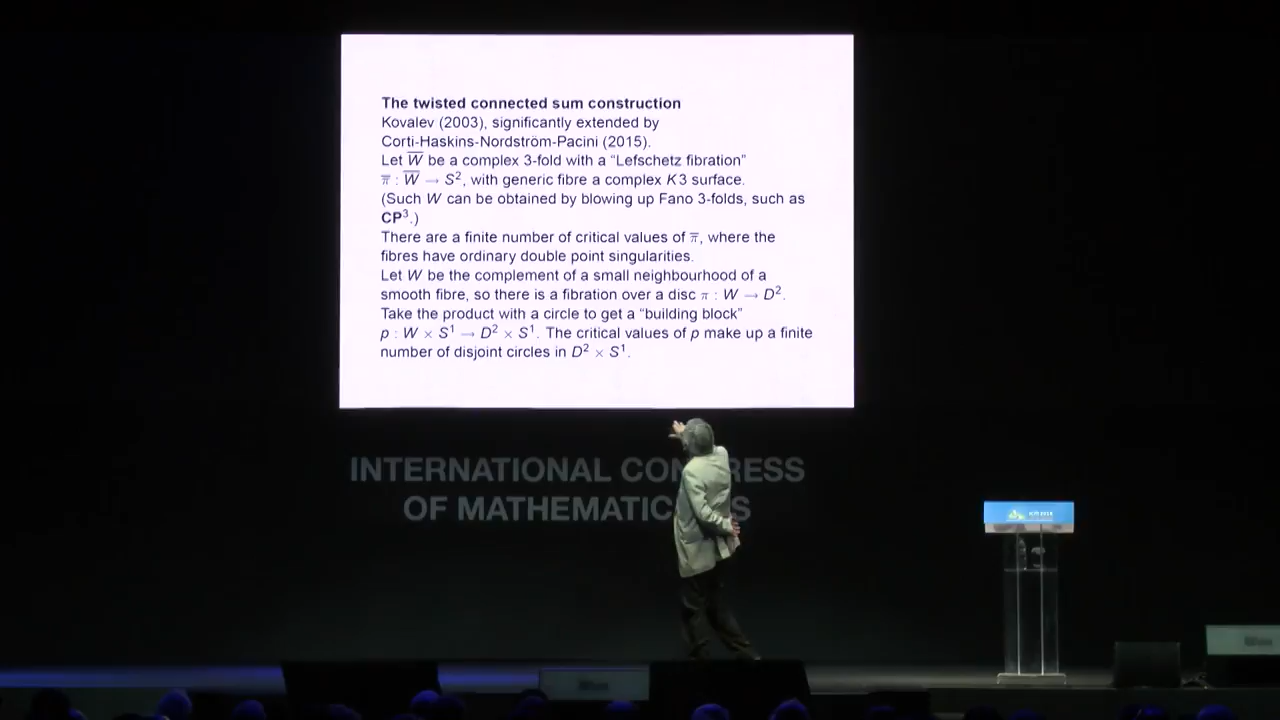 The twisted connected sum construction
Kovalev (2003), significantly extended by
Corti-Haskins-Nordström-Pacini (2015).
Let W̅ be a complex 3-fold with a “Lefschetz fibration”
π̅ : W̅ → S², with generic fibre a complex K3 surface.
(Such W can be obtained by blowing up Fano 3-folds, such as
CP³.)
There are a finite number of critical values of π̅, where the
fibres have ordinary double point singularities.
Let W be the complement of a small neighbourhood of a
smooth fibre, so there is a fibration over a disc π : W → D².
Take the product with a circle to get a “building block”
p : W × S¹ → D² × S¹. The critical values of p make up a finite
number of disjoint circles in D² × S¹.
INTERNATIONAL CON RESS
OF MATHEMATIC S